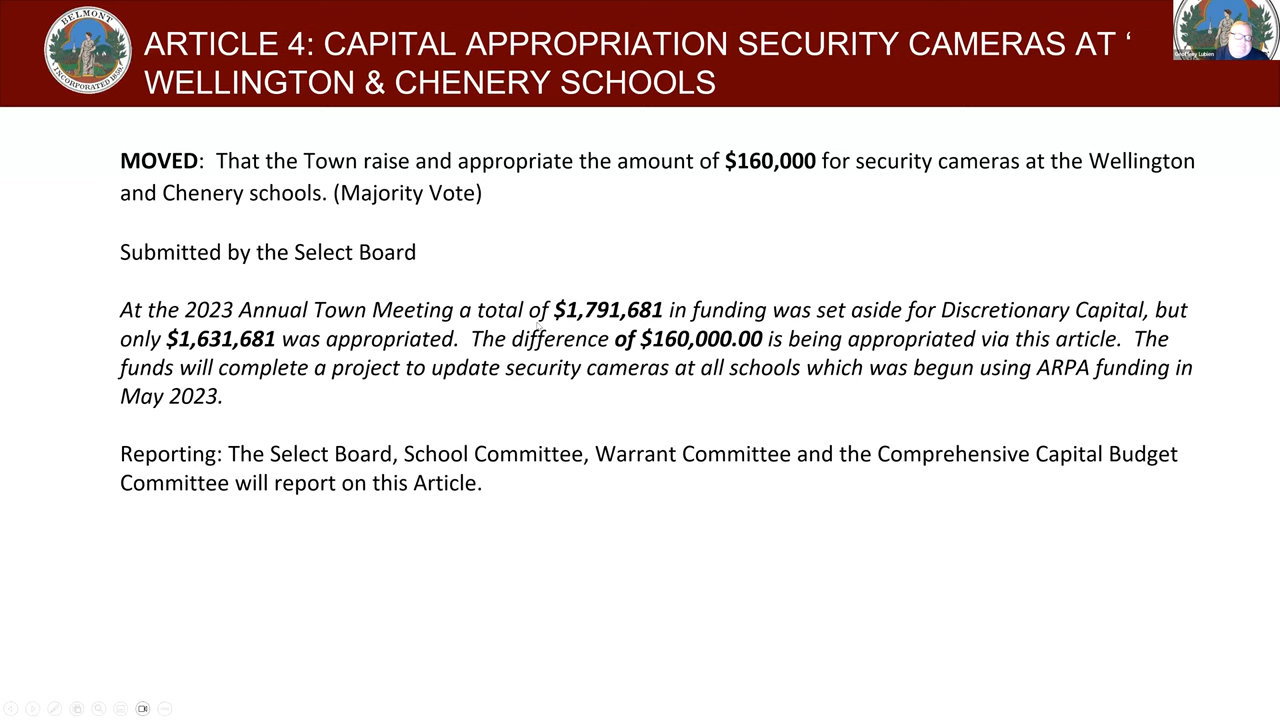 BELMONT
INCORPORATED 1859
ARTICLE 4: CAPITAL APPROPRIATION SECURITY CAMERAS AT ‘
WELLINGTON & CHENERY SCHOOLS
Lubien
MOVED:  That the Town raise and appropriate the amount of $160,000 for security cameras at the Wellington
and Chenery schools. (Majority Vote)
Submitted by the Select Board
At the 2023 Annual Town Meeting a total of $1,791,681 in funding was set aside for Discretionary Capital, but
only $1,631,681 was appropriated.  The difference of $160,000.00 is being appropriated via this article.  The
funds will complete a project to update security cameras at all schools which was begun using ARPA funding in
May 2023.
Reporting: The Select Board, School Committee, Warrant Committee and the Comprehensive Capital Budget
Committee will report on this Article.